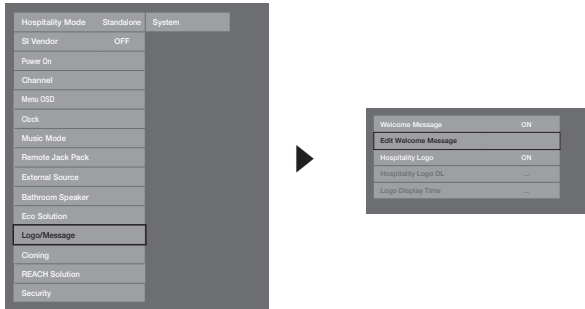 Hospitality Mode Standalone System
SI Vendor OFF
Power On
Channel
Menu OSD
Clock
Music Mode
Remote Jack Pack
External Source
Bathroom Speaker
Eco Solution
Logo/Message
Cloning
REACH Solution
Security
Welcome Message ON
Edit Welcome Message
Hospitality Logo ON
Hospitality Logo DL ...
Logo Display Time ...